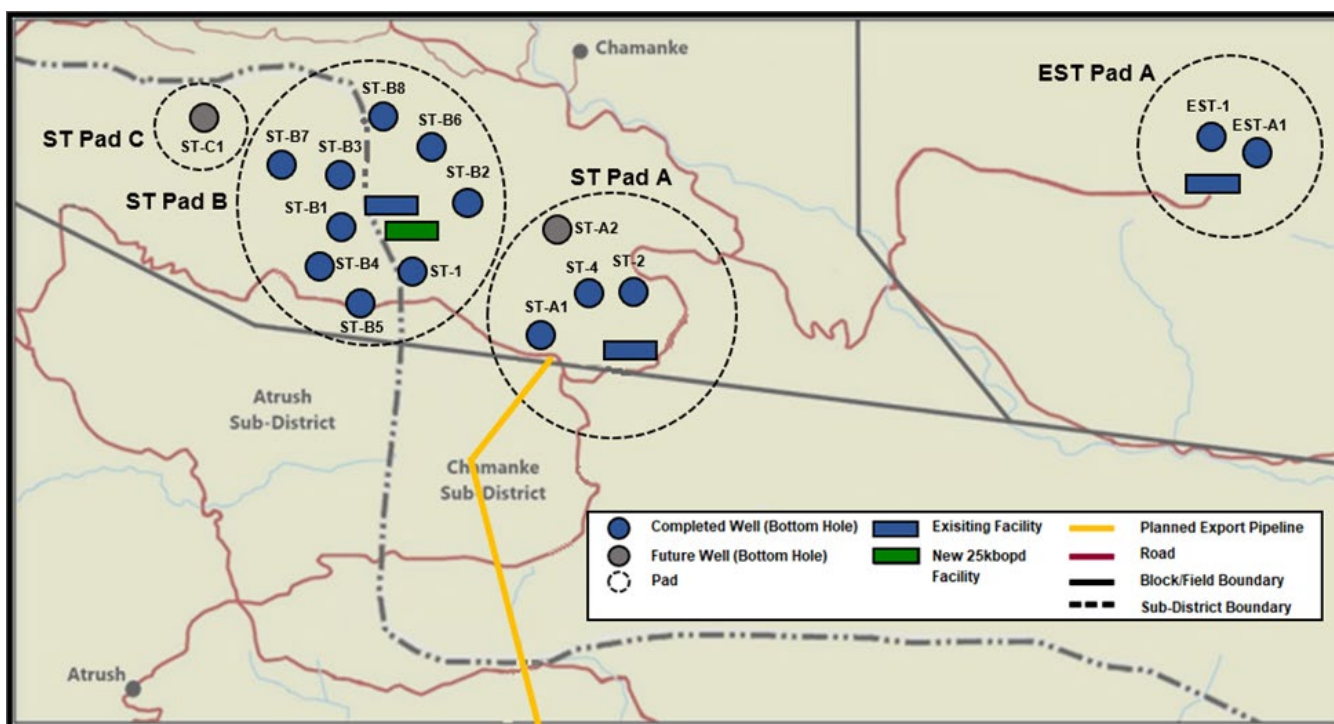 Chamanke
EST Pad A
ST-B8
EST-1
EST-A1
ST-B6
ST Pad C
ST-C1
ST-B7
ST-B3
ST-B2
ST Pad A
ST Pad B
ST-B1
ST-A2
ST-B4
ST-1
ST-4
ST-2
ST-A1
ST-B5
Atrush
Sub-District
Chamanke
Sub-District
Completed Well (Bottom Hole)
Exisiting Facility
Planned Export Pipeline
Future Well (Bottom Hole)
New 25kbopd
Facility
Road
Pad
Block/Field Boundary
Sub-District Boundary
Atrush